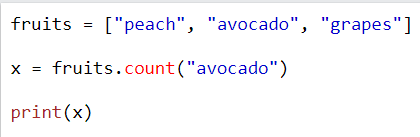 fruits = ["peach", "avocado", "grapes"]
x = fruits.count("avocado")
print(x)